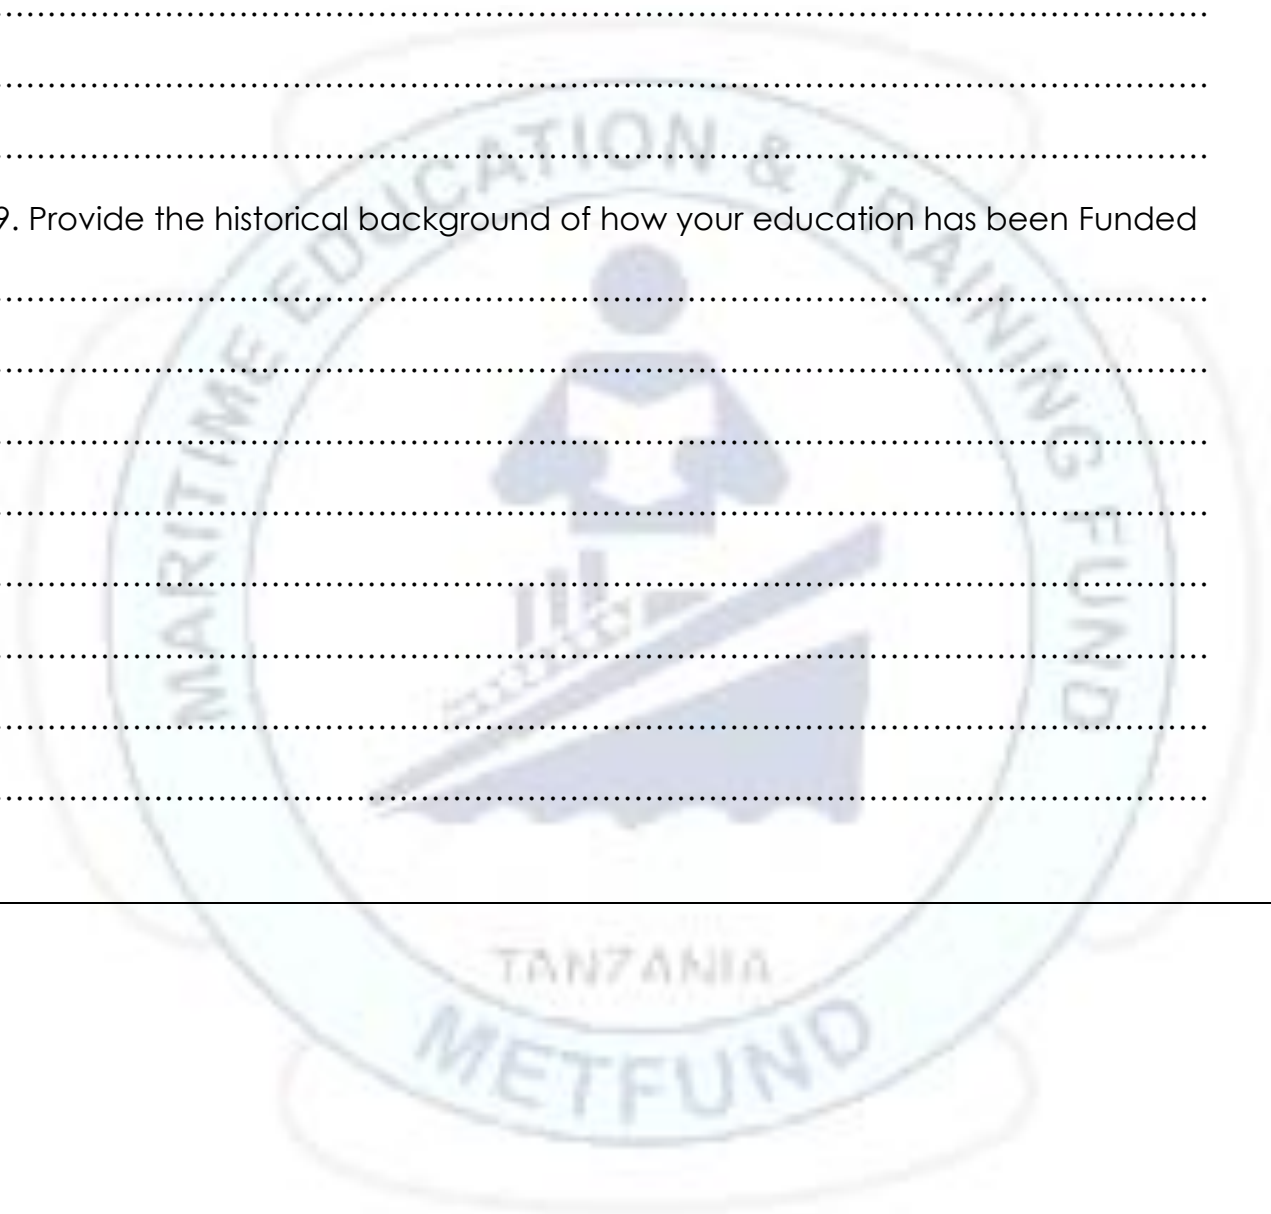 ................................................................................
................................................................................
................................................................................
9. Provide the historical background of how your education has been Funded
................................................................................
................................................................................
................................................................................
................................................................................
................................................................................
................................................................................
................................................................................
................................................................................
MARITIME EDUCATION & TRAINING FUND
TANZANIA
METFUND